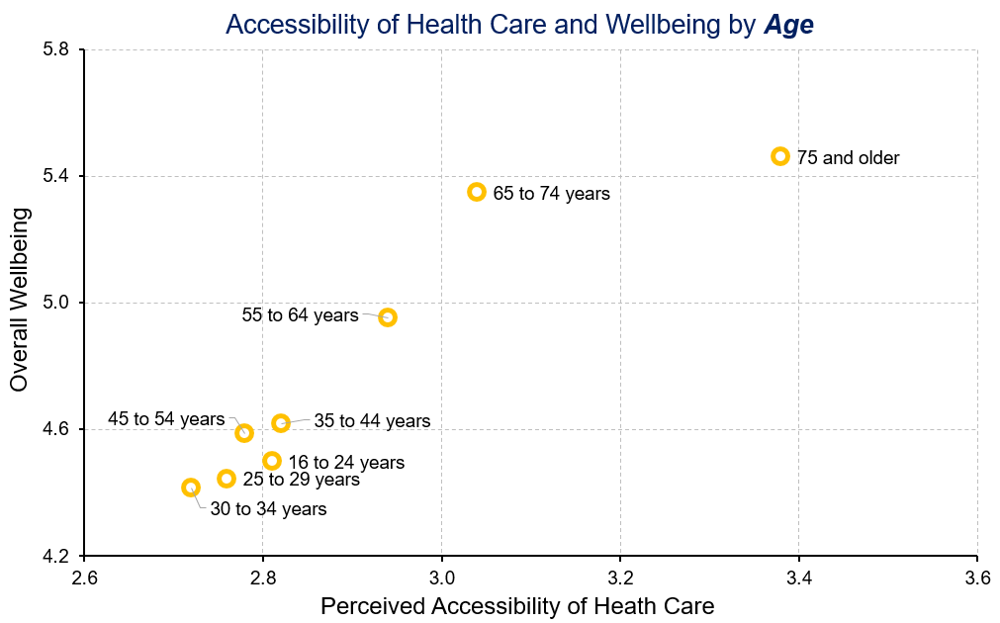 Accessibility of Health Care and Wellbeing by Age
5.8
75 and older
5.4
65 to 74 years
5.0
55 to 64 years
Overall Wellbeing
45 to 54 years
35 to 44 years
4.6
16 to 24 years
25 to 29 years
30 to 34 years
4.2
2.6 2.8 3.0 3.2 3.4 3.6
Perceived Accessibility of Heath Care